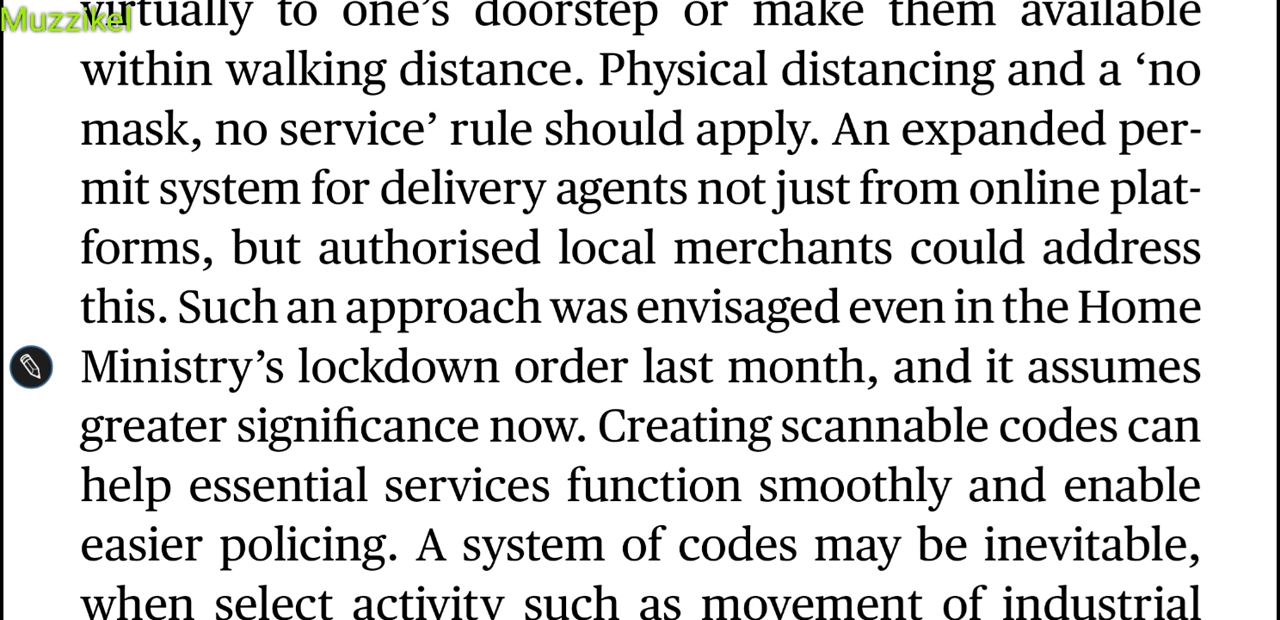 Muzzikel
virtually to one’s doorstep or make them available
within walking distance. Physical distancing and a ‘no
mask, no service’ rule should apply. An expanded per-
mit system for delivery agents not just from online plat-
forms, but authorised local merchants could address
this. Such an approach was envisaged even in the Home
Ministry’s lockdown order last month, and it assumes
greater significance now. Creating scannable codes can
help essential services function smoothly and enable
easier policing. A system of codes may be inevitable,
when select activity such as movement of industrial